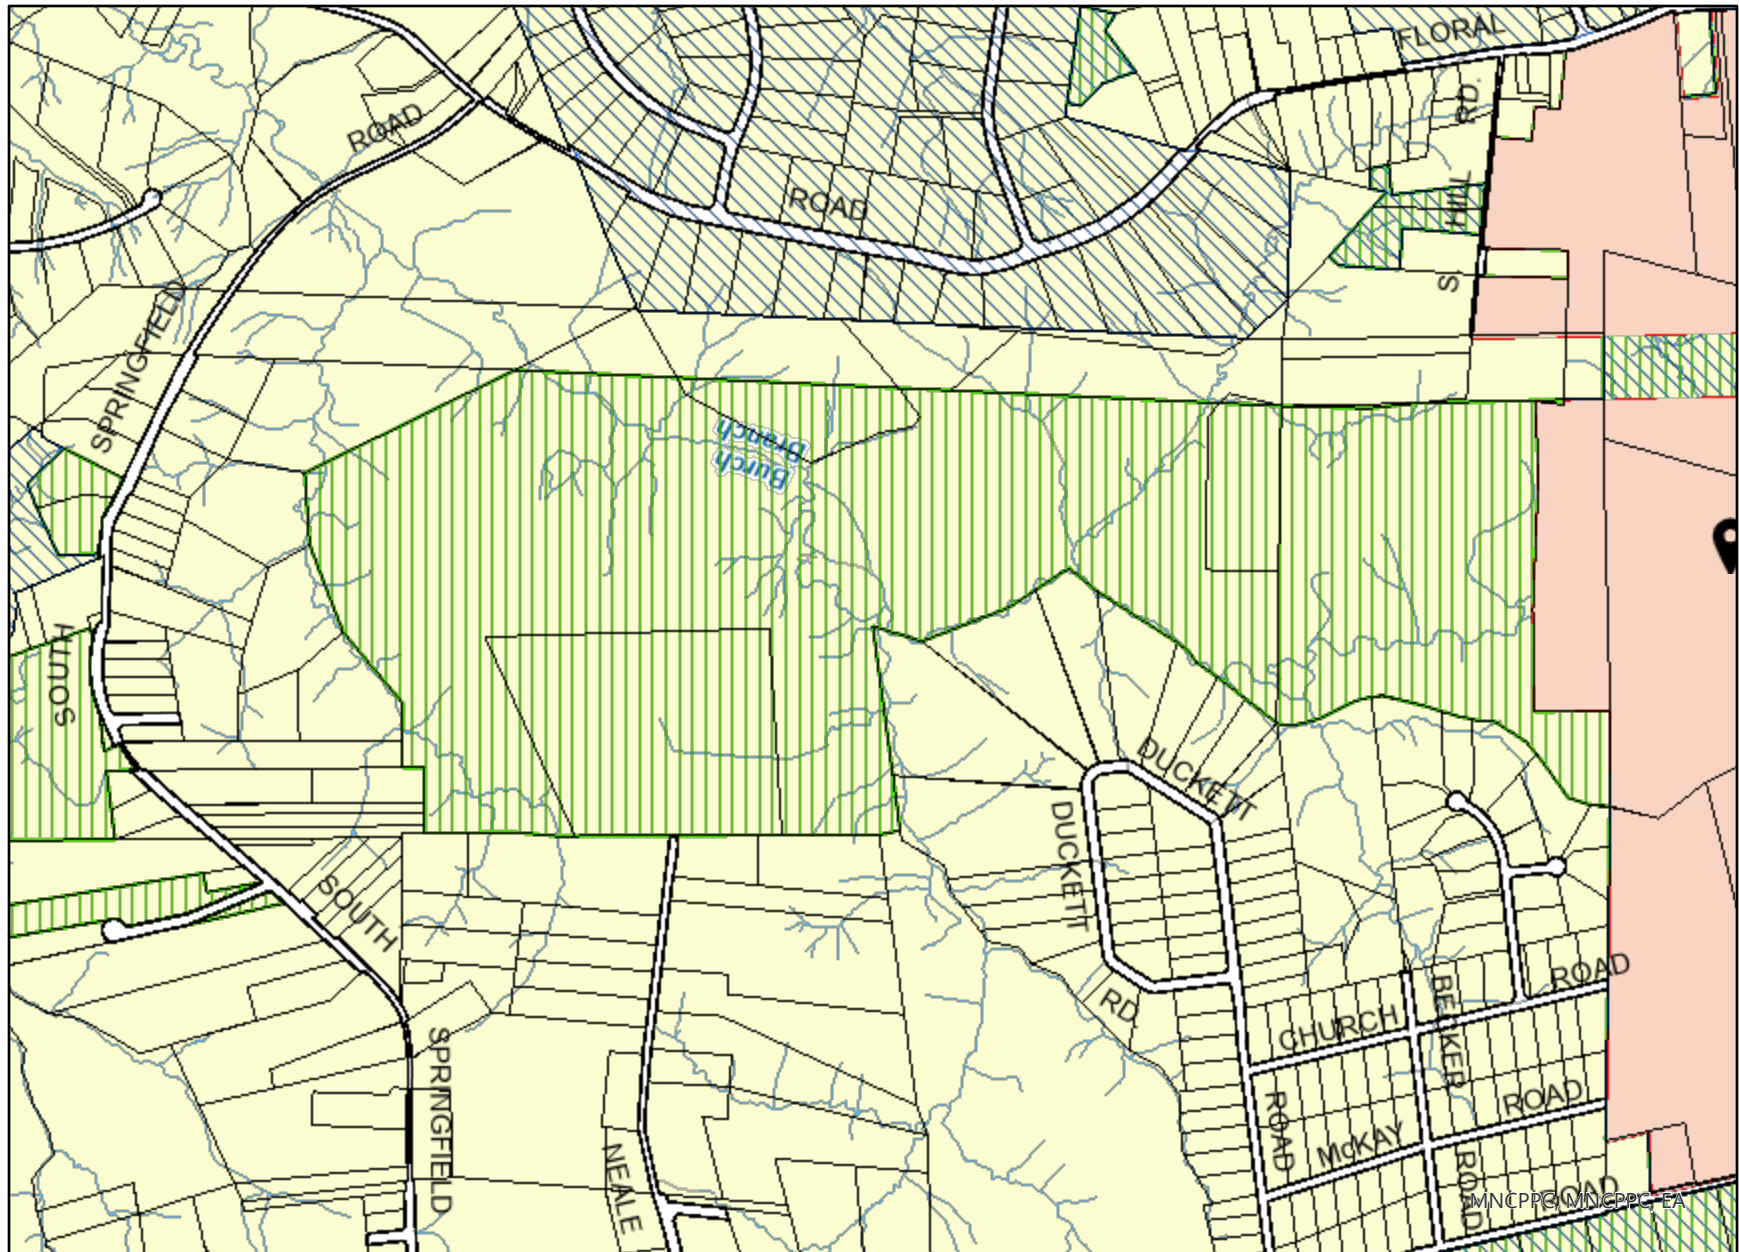 FLORAL
ROAD
RD.
ROAD
HIL
S
SPRINGFIELD
Burch
Branch
SOUTH
DUCKETT
DUCKETT
SOUTH
ROAD
RD.
BECKER
CHURCH
SPRINGFIELD
ROAD
ROAD
McKAY
NEALE
ROAD
ROAD
MNCPPC, MNCPPC, EA